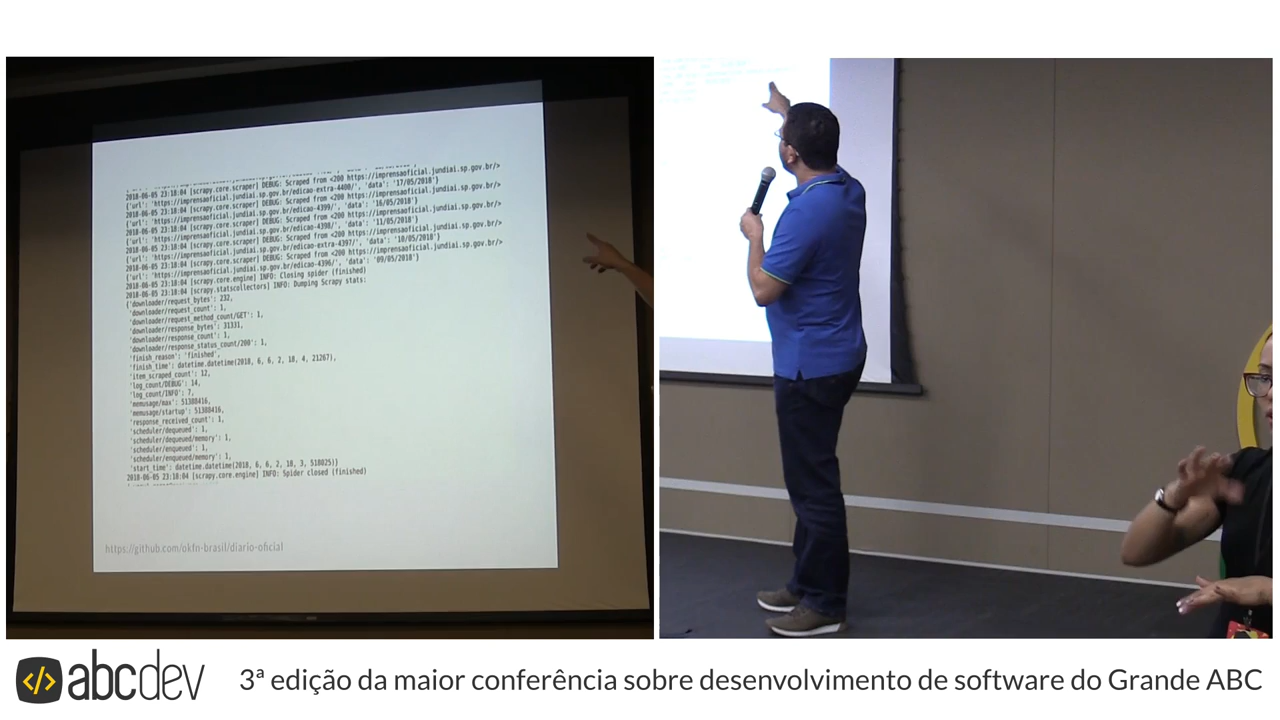 {'url': 'https://imprensaoficial.jundiai.sp.gov.br/
2018-06-05 23:18:04 [scrapy.core.scraper] DEBUG: Scraped from <200 https://imprensaoficial.jundiai.sp.gov.br/>
{'url': 'https://imprensaoficial.jundiai.sp.gov.br/edicao-extra-4400/', 'data': '17/05/2018'}
2018-06-05 23:18:04 [scrapy.core.scraper] DEBUG: Scraped from <200 https://imprensaoficial.jundiai.sp.gov.br/>
{'url': 'https://imprensaoficial.jundiai.sp.gov.br/edicao-4399/', 'data': '16/05/2018'}
2018-06-05 23:18:04 [scrapy.core.scraper] DEBUG: Scraped from <200 https://imprensaoficial.jundiai.sp.gov.br/>
{'url': 'https://imprensaoficial.jundiai.sp.gov.br/edicao-4398/', 'data': '11/05/2018'}
2018-06-05 23:18:04 [scrapy.core.scraper] DEBUG: Scraped from <200 https://imprensaoficial.jundiai.sp.gov.br/>
{'url': 'https://imprensaoficial.jundiai.sp.gov.br/edicao-extra-4397/', 'data': '10/05/2018'}
2018-06-05 23:18:04 [scrapy.core.scraper] DEBUG: Scraped from <200 https://imprensaoficial.jundiai.sp.gov.br/>
{'url': 'https://imprensaoficial.jundiai.sp.gov.br/edicao-4396/', 'data': '09/05/2018'}
2018-06-05 23:18:04 [scrapy.core.engine] INFO: Closing spider (finished)
2018-06-05 23:18:04 [scrapy.statscollectors] INFO: Dumping Scrapy stats:
{'downloader/request_bytes': 232,
'downloader/request_count': 1,
'downloader/request_method_count/GET': 1,
'downloader/response_bytes': 31331,
'downloader/response_count': 1,
'downloader/response_status_count/200': 1,
'finish_reason': 'finished',
'finish_time': datetime.datetime(2018, 6, 6, 2, 18, 4, 21267),
'item_scraped_count': 12,
'log_count/DEBUG': 14,
'log_count/INFO': 7,
'memusage/max': 51388416,
'memusage/startup': 51388416,
'response_received_count': 1,
'scheduler/dequeued': 1,
'scheduler/dequeued/memory': 1,
'scheduler/enqueued': 1,
'scheduler/enqueued/memory': 1,
'start_time': datetime.datetime(2018, 6, 6, 2, 18, 3, 518025)}
2018-06-05 23:18:04 [scrapy.core.engine] INFO: Spider closed (finished)
https://github.com/okfn-brasil/diario-oficial
</> abcdev
3ª edição da maior conferência sobre desenvolvimento de software do Grande ABC